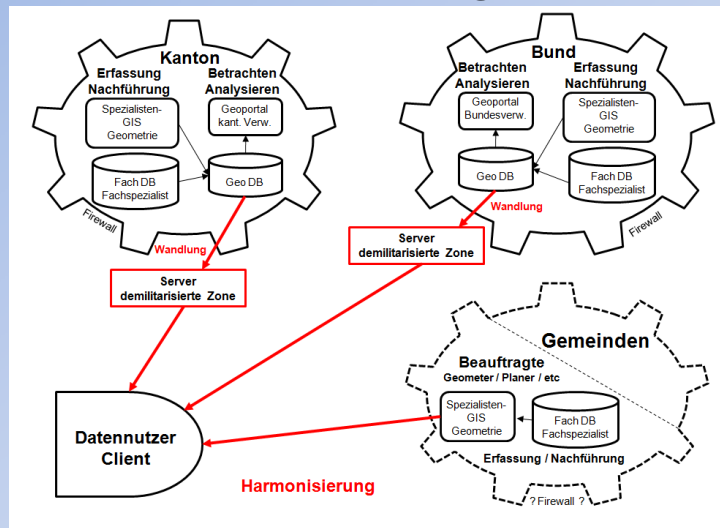 Kanton
Erfassung
Nachführung
Betrachten
Analysieren
Spezialisten-
GIS
Geometrie
Geoportal
kant. Verw.
Fach DB
Fachspezialist
Geo DB
Firewall
Wandlung
Server
demilitarisierte Zone
Bund
Betrachten
Analysieren
Erfassung
Nachführung
Geoportal
Bundesverw.
Spezialisten-
GIS
Geometrie
Geo DB
Fach DB
Fachspezialist
Wandlung
Firewall
Server
demilitarisierte Zone
Gemeinden
Beauftragte
Geometer / Planer / etc
Spezialisten-
GIS
Geometrie
Fach DB
Fachspezialist
Erfassung / Nachführung
? Firewall ?
Datennutzer
Client
Harmonisierung